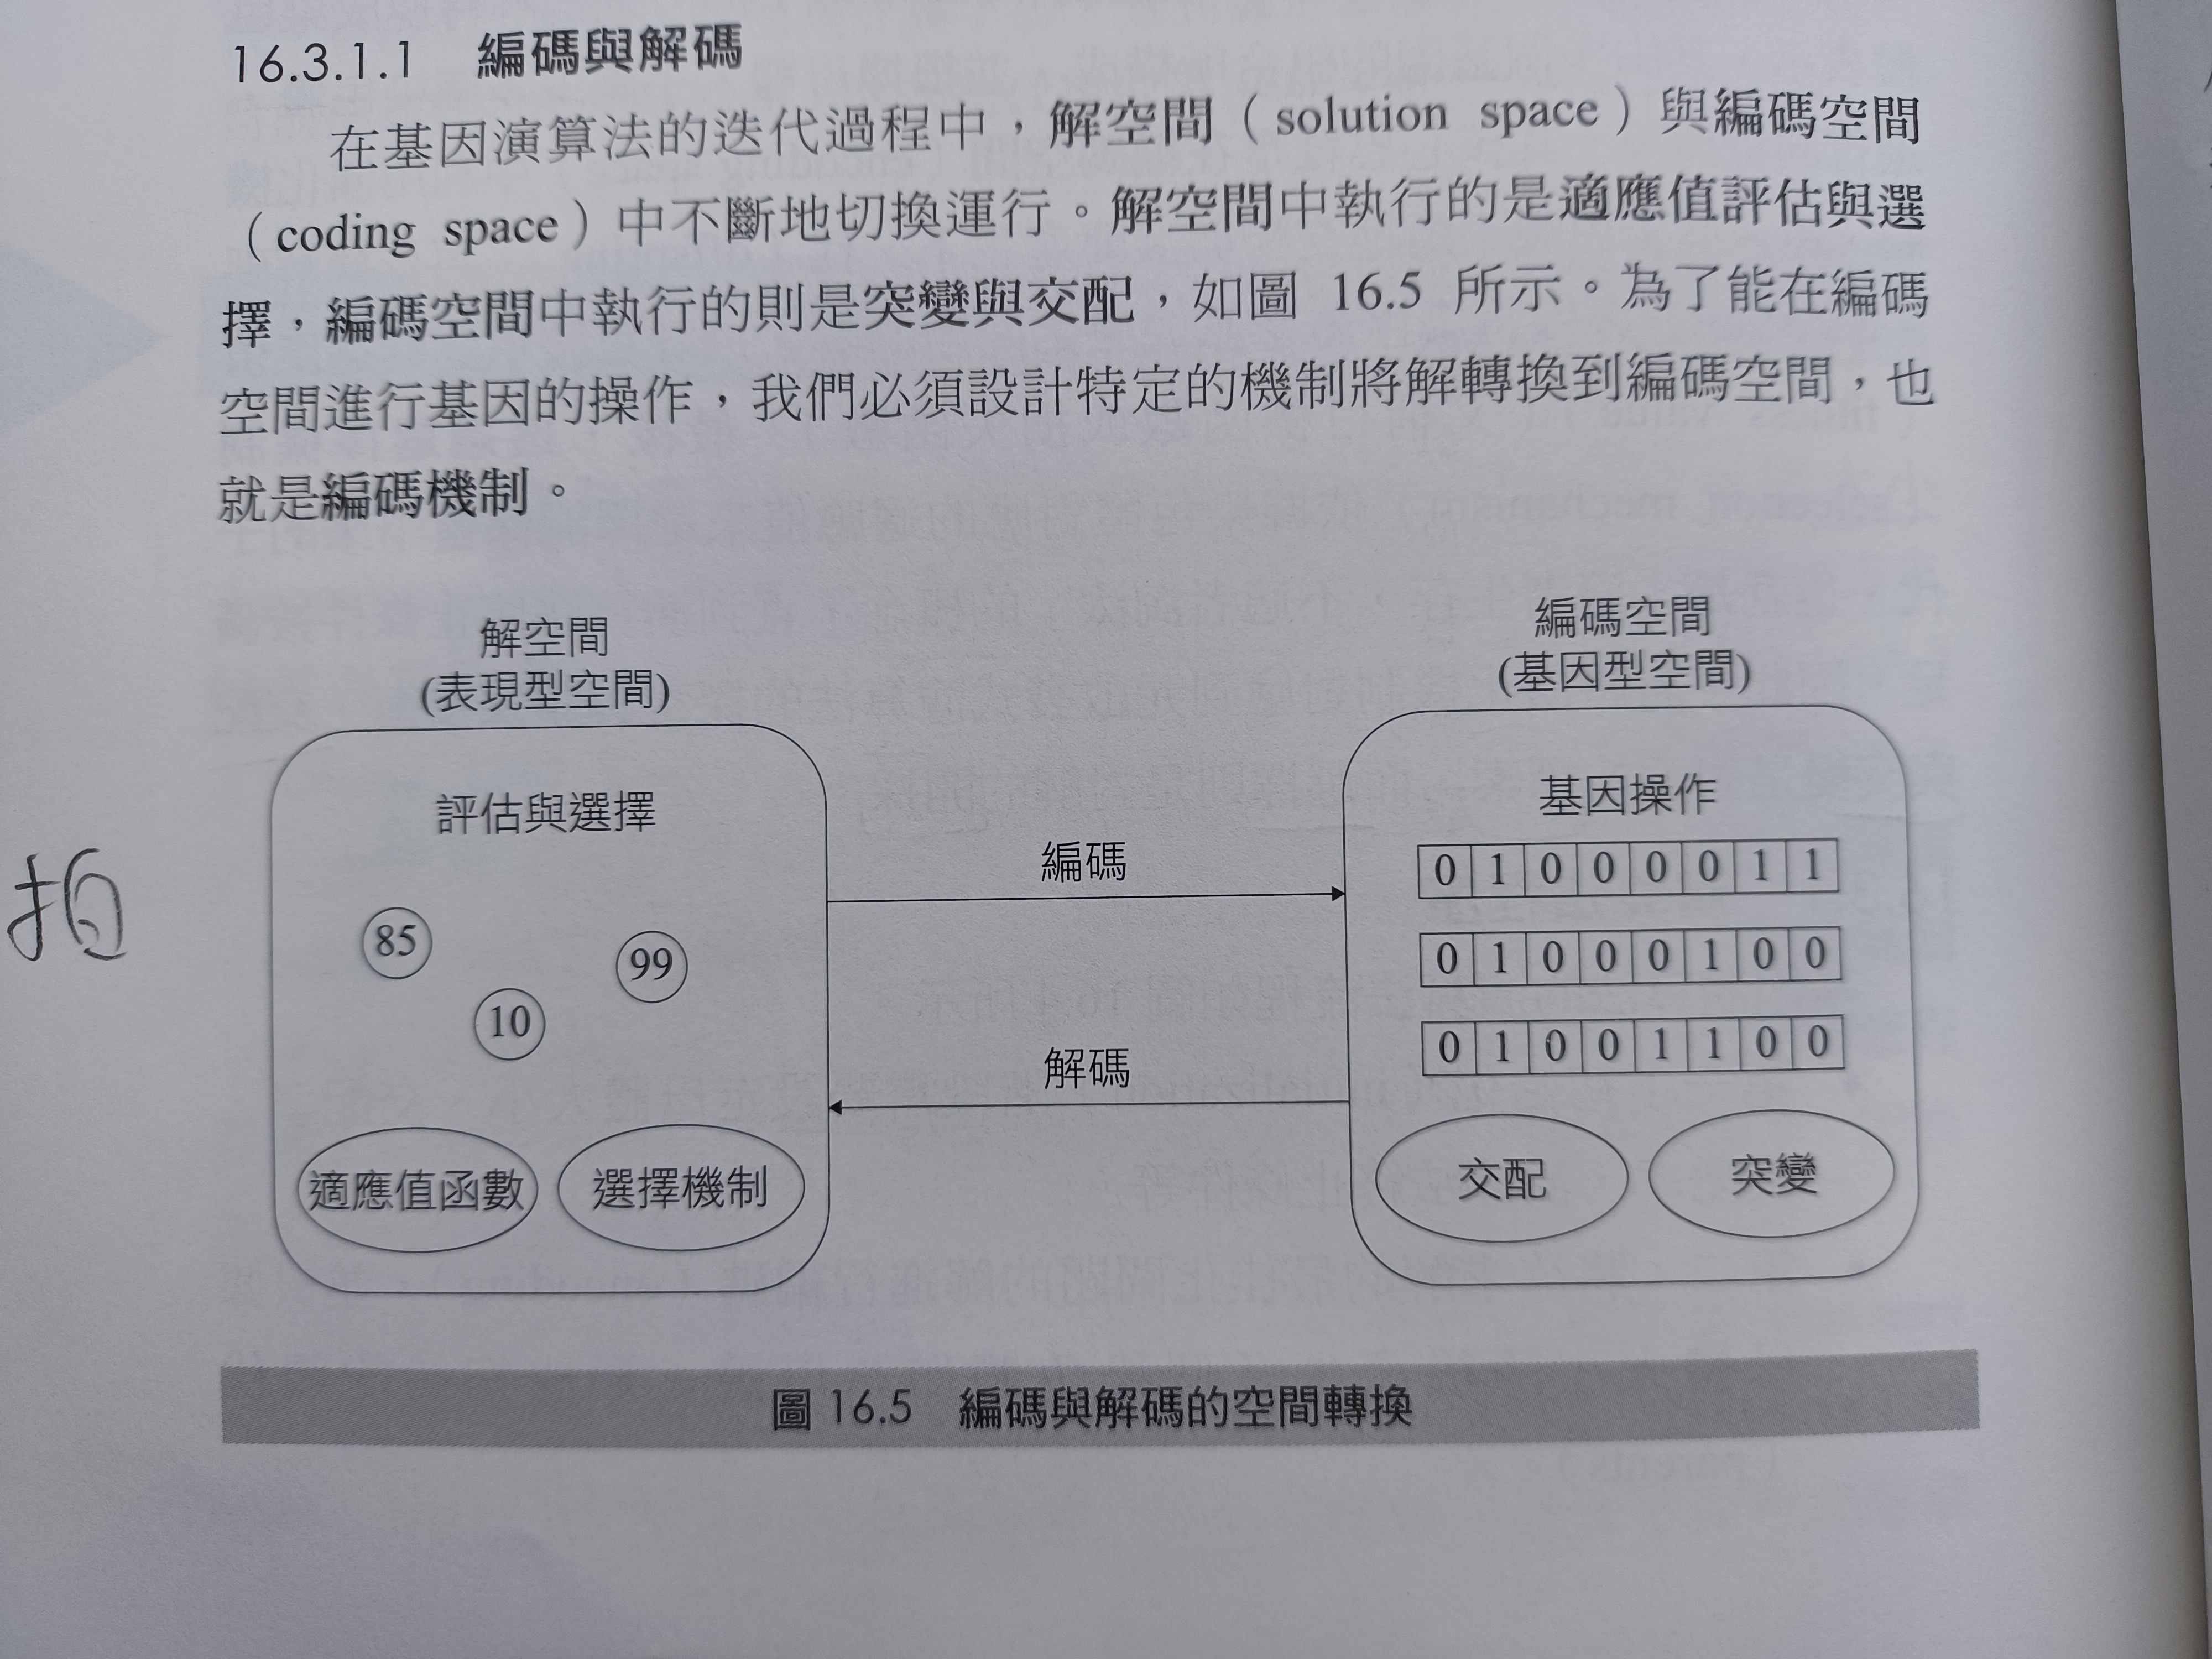 16.3.1.1 編碼與解碼
在基因演算法的迭代過程中，解空間（solution space）與編碼空間
（coding space）中不斷地切換運行。解空間中執行的是適應值評估與選
擇，編碼空間中執行的則是突變與交配，如圖 16.5 所示。為了能在編碼
空間進行基因的操作，我們必須設計特定的機制將解轉換到編碼空間，也
就是編碼機制。
解空間
(表現型空間)
評估與選擇
85
99
10
適應值函數
選擇機制
編碼
解碼
編碼空間
(基因型空間)
基因操作
0 1 0 0 0 0 1 1
0 1 0 0 0 1 0 0
0 1 0 0 1 1 0 0
交配
突變
拍
圖 16.5 編碼與解碼的空間轉換